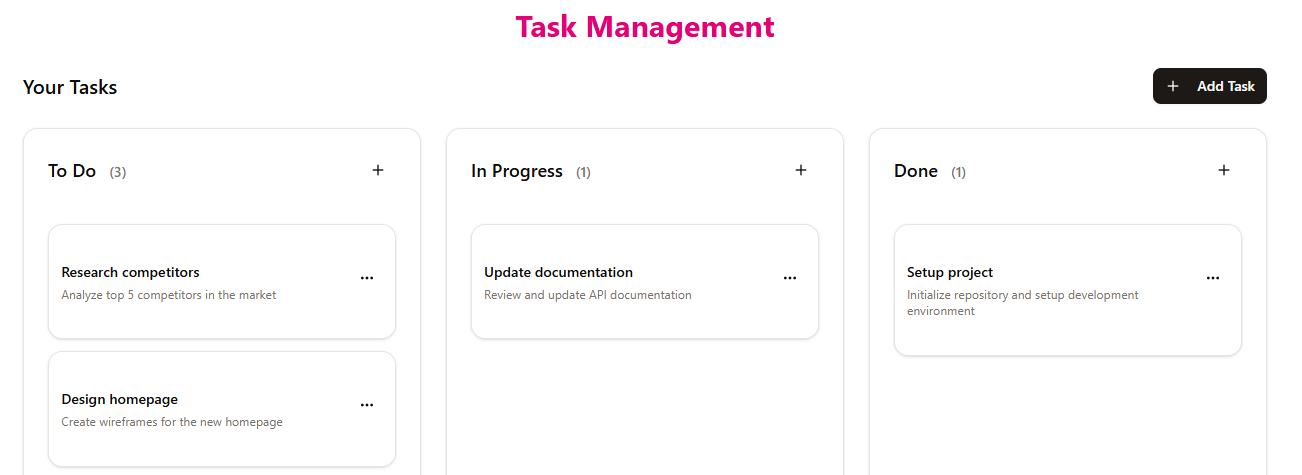 Task Management
Your Tasks
+ Add Task
To Do (3) +
Research competitors ...
Analyze top 5 competitors in the market
Design homepage ...
Create wireframes for the new homepage
In Progress (1) +
Update documentation ...
Review and update API documentation
Done (1) +
Setup project ...
Initialize repository and setup development
environment